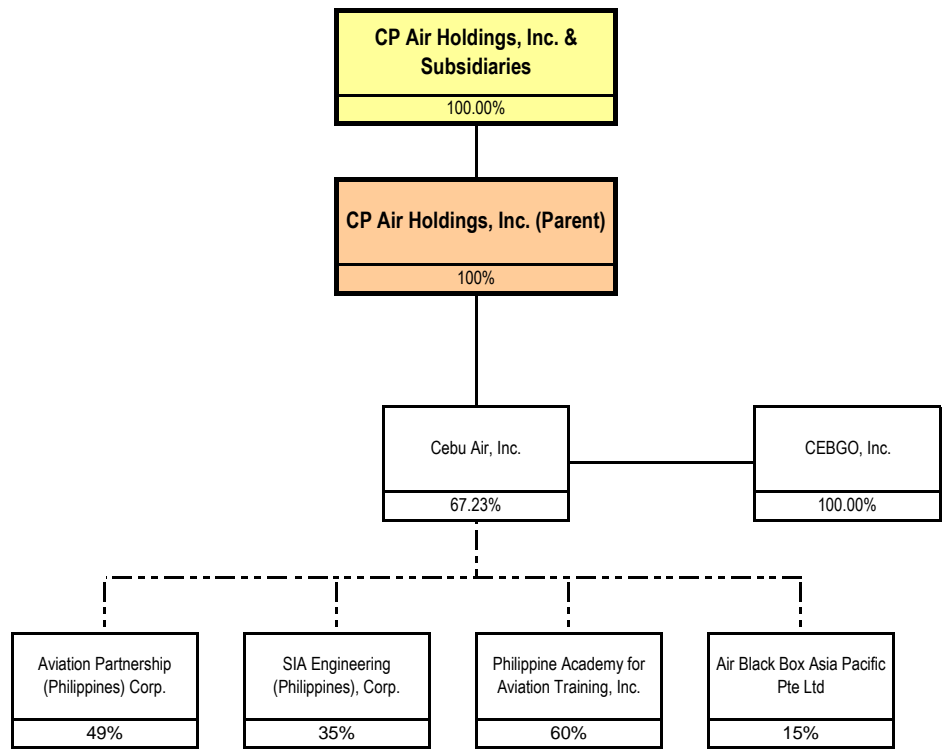 CP Air Holdings, Inc. &
Subsidiaries
100.00%
CP Air Holdings, Inc. (Parent)
100%
Cebu Air, Inc.
67.23%
CEBGO, Inc.
100.00%
Aviation Partnership
(Philippines) Corp.
49%
SIA Engineering
(Philippines), Corp.
35%
Philippine Academy for
Aviation Training, Inc.
60%
Air Black Box Asia Pacific
Pte Ltd
15%